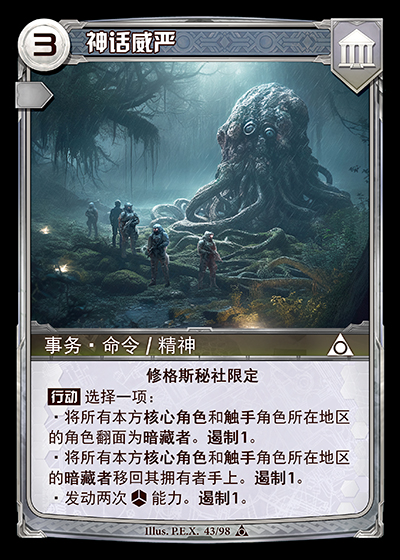 3 神话威严
事务·命令/精神
修格斯秘社限定
行动 选择一项：
·将所有本方核心角色和触手角色所在地区
的角色翻面为暗藏者。遏制1。
·将所有本方核心角色和触手角色所在地区
的暗藏者移回其拥有者手上。遏制1。
·发动两次 能力。遏制1。
Illus. P.E.X. 43/98